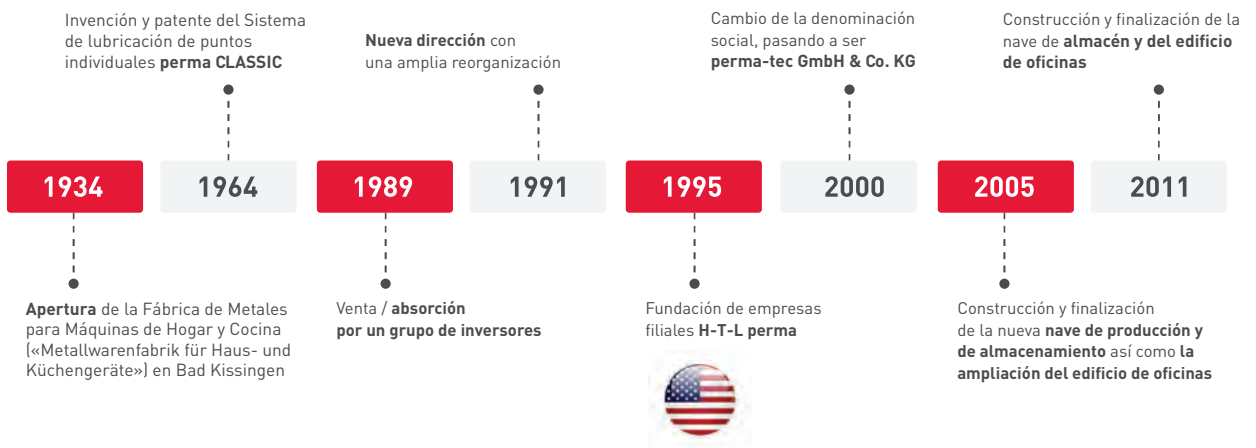 Invención y patente del Sistema
de lubricación de puntos
individuales perma CLASSIC
Nueva dirección con
una amplia reorganización
Cambio de la denominación
social, pasando a ser
perma-tec GmbH & Co. KG
Construcción y finalización de la
nave de almacén y del edificio
de oficinas
1934
1964
1989
1991
1995
2000
2005
2011
Apertura de la Fábrica de Metales
para Máquinas de Hogar y Cocina
(«Metallwarenfabrik für Haus- und
Küchengeräte») en Bad Kissingen
Venta / absorción
por un grupo de inversores
Fundación de empresas
filiales H-T-L perma
Construcción y finalización
de la nueva nave de producción y
de almacenamiento así como la
ampliación del edificio de oficinas